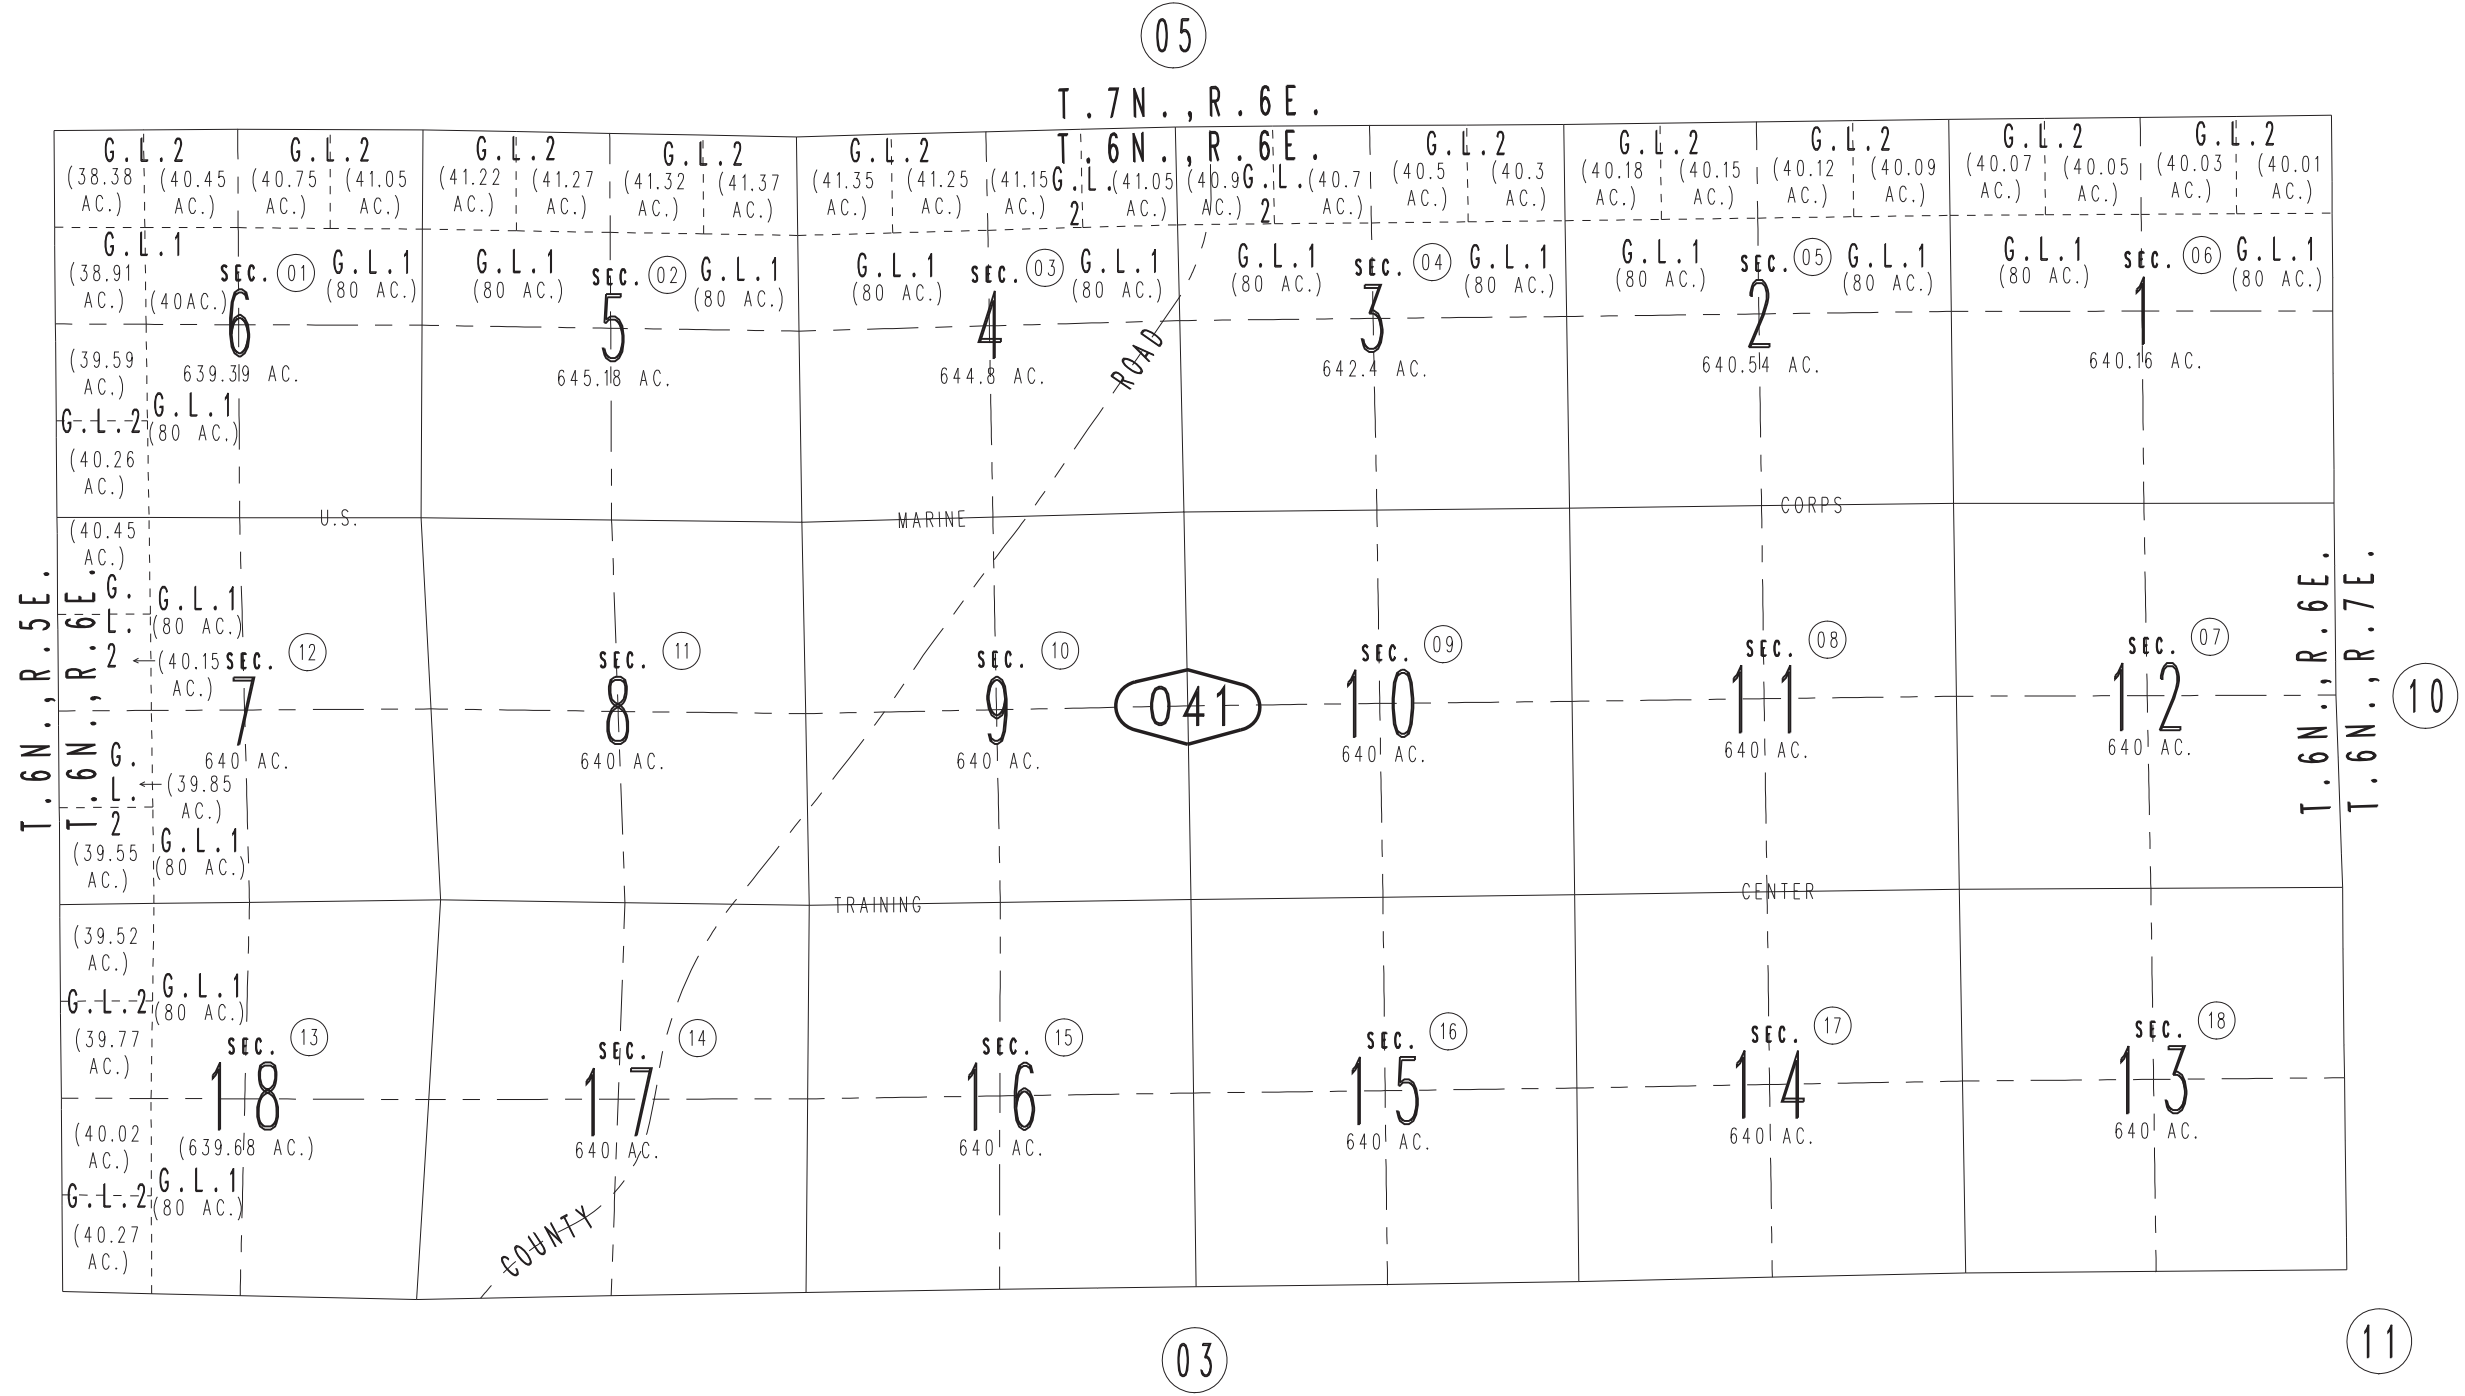 05
T.7N.,R.6E.
T.6N.,R.6E.
G.L.2 G.L.2 G.L.2 G.L.2 G.L.2 G.L.2 G.L.2 G.L.2 G.L.2 G.L.2
(38.38 AC.) (40.45 AC.) (40.75 AC.) (41.05 AC.) (41.22 AC.) (41.27 AC.) (41.32 AC.) (41.37 AC.) (41.35 AC.) (41.25 AC.) (41.15 AC.) G.L.2 (41.05 AC.) (40.9 AC.) G.L.2 (40.7 AC.) (40.5 AC.) (40.3 AC.) (40.18 AC.) (40.15 AC.) (40.12 AC.) (40.09 AC.) (40.07 AC.) (40.05 AC.) (40.03 AC.) (40.01 AC.)
G.L.1
(38.91 AC.) (40AC.)
SEC. 6 01
639.39 AC.
G.L.1 (80 AC.)
G.L.1 (80 AC.)
SEC. 5 02
645.18 AC.
G.L.1 (80 AC.)
G.L.1 (80 AC.)
SEC. 4 03
644.8 AC.
G.L.1 (80 AC.)
G.L.1 (80 AC.)
SEC. 3 04
642.4 AC.
G.L.1 (80 AC.)
G.L.1 (80 AC.)
SEC. 2 05
640.54 AC.
G.L.1 (80 AC.)
G.L.1 (80 AC.)
SEC. 1 06
640.16 AC.
G.L.1 (80 AC.)
ROAD
(39.59 AC.)
G.L.2
G.L.1 (80 AC.)
(40.26 AC.)
U.S. MARINE CORPS
(40.45 AC.)
G.L.2
G.L.1 (80 AC.)
(40.15 AC.)
T.6N.,R.5E.
T.6N.,R.6E.
SEC. 7 12
640 AC.
SEC. 8 11
640 AC.
SEC. 9 10
640 AC.
041
SEC. 10 09
640 AC.
SEC. 11 08
640 AC.
SEC. 12 07
640 AC.
T.6N.,R.6E.
T.6N.,R.7E.
10
G.L.2
(39.85 AC.)
G.L.1 (80 AC.)
(39.55 AC.)
TRAINING CENTER
(39.52 AC.)
G.L.2
G.L.1 (80 AC.)
(39.77 AC.)
SEC. 18 13
(639.68 AC.)
SEC. 17 14
640 AC.
SEC. 16 15
640 AC.
SEC. 15 16
640 AC.
SEC. 14 17
640 AC.
SEC. 13 18
640 AC.
(40.02 AC.)
G.L.2
G.L.1 (80 AC.)
(40.27 AC.)
COUNTY
03
11